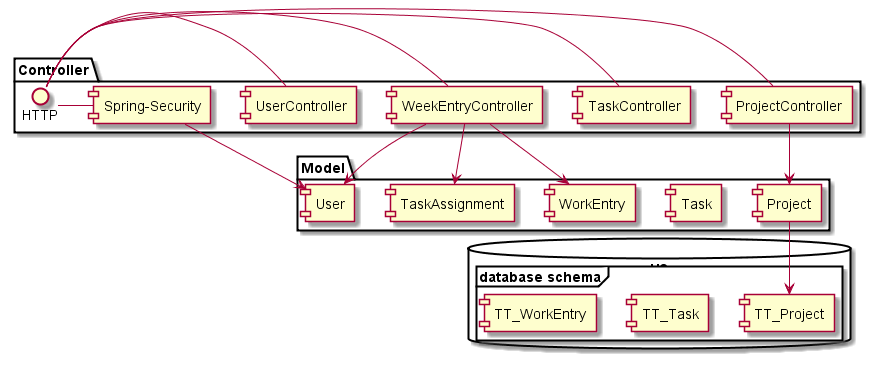 Controller
HTTP
Spring-Security
UserController
WeekEntryController
TaskController
ProjectController
Model
User
TaskAssignment
WorkEntry
Task
Project
database schema
TT_WorkEntry
TT_Task
TT_Project